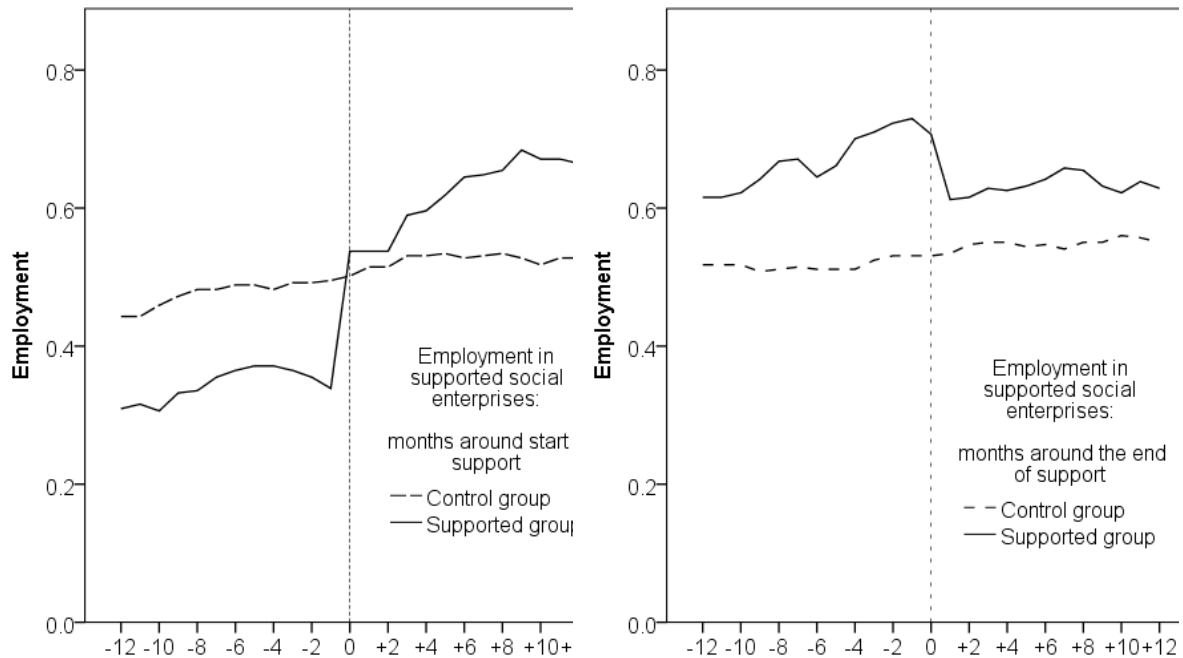 0.8
0.6
0.4
0.2
0.0
Employment
Employment in
supported social
enterprises:
months around start
support
Control group
Supported group
-12 -10 -8 -6 -4 -2 0 +2 +4 +6 +8 +10 +
0.8
0.6
0.4
0.2
0.0
Employment
Employment in
supported social
enterprises:
months around the end
of support
Control group
Supported group
-12 -10 -8 -6 -4 -2 0 +2 +4 +6 +8 +10 +12